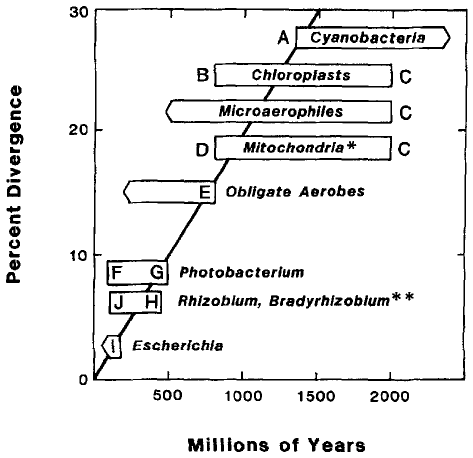 30
A Cyanobacteria
B Chloroplasts C
Microaerophiles C
20
D Mitochondria* C
E Obligate Aerobes
10
F G Photobacterium
J H Rhizobium, Bradyrhizobium**
I Escherichia
0
500 1000 1500 2000
Percent Divergence
Millions of Years